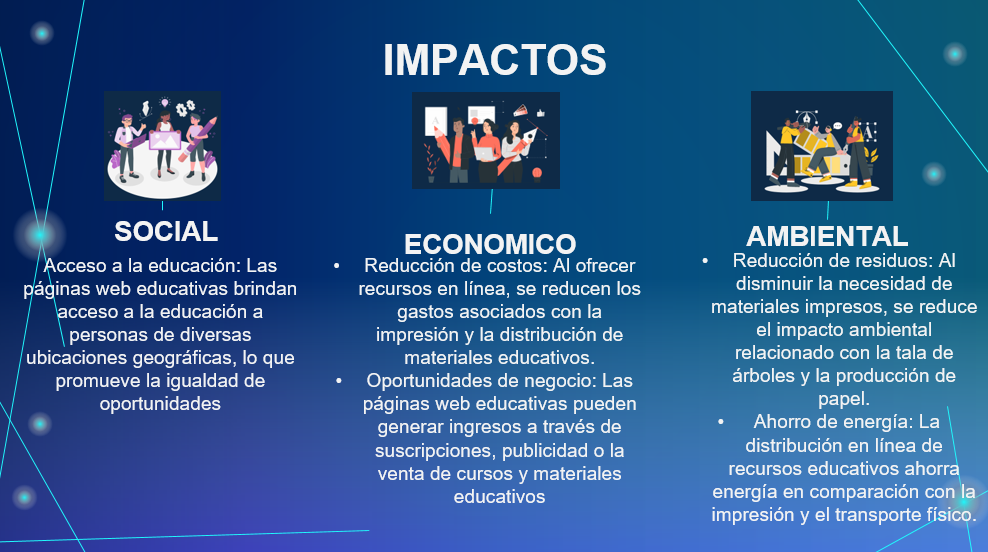 IMPACTOS
SOCIAL
Acceso a la educación: Las
páginas web educativas brindan
acceso a la educación a
personas de diversas
ubicaciones geográficas, lo que
promueve la igualdad de
oportunidades
ECONOMICO
• Reducción de costos: Al ofrecer
recursos en línea, se reducen los
gastos asociados con la
impresión y la distribución de
materiales educativos.
• Oportunidades de negocio: Las
páginas web educativas pueden
generar ingresos a través de
suscripciones, publicidad o la
venta de cursos y materiales
educativos
AMBIENTAL
• Reducción de residuos: Al
disminuir la necesidad de
materiales impresos, se reduce
el impacto ambiental
relacionado con la tala de
árboles y la producción de
papel.
• Ahorro de energía: La
distribución en línea de
recursos educativos ahorra
energía en comparación con la
impresión y el transporte físico.